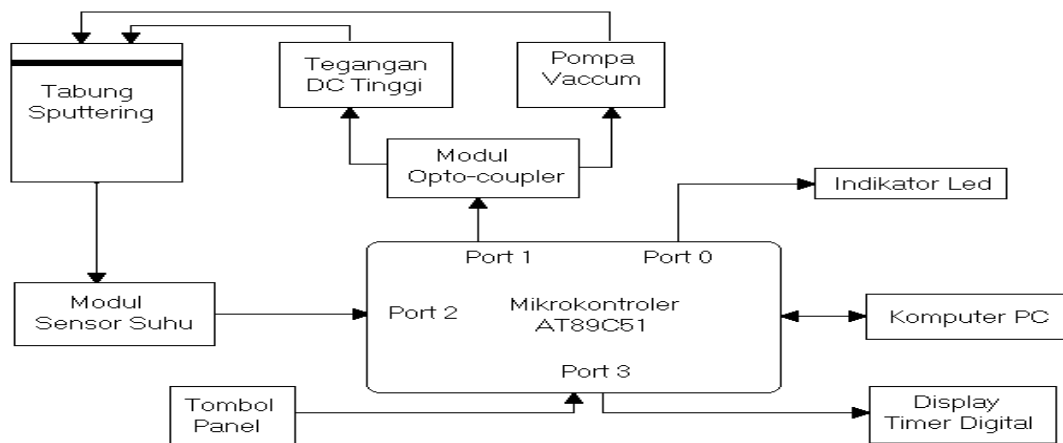 Tabung
Sputtering
Tegangan
DC Tinggi
Pompa
Vaccum
Modul
Opto-coupler
Indikator Led
Port 1
Port 0
Modul
Sensor Suhu
Port 2
Mikrokontroler
AT89C51
Komputer PC
Port 3
Tombol
Panel
Display
Timer Digital